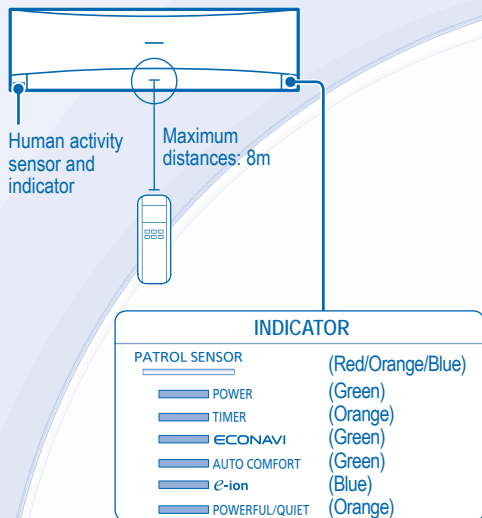 Human activity
sensor and
indicator
Maximum
distances: 8m
INDICATOR
PATROL SENSOR (Red/Orange/Blue)
POWER (Green)
TIMER (Orange)
ECONAVI (Green)
AUTO COMFORT (Green)
e-ion (Blue)
POWERFUL/QUIET (Orange)